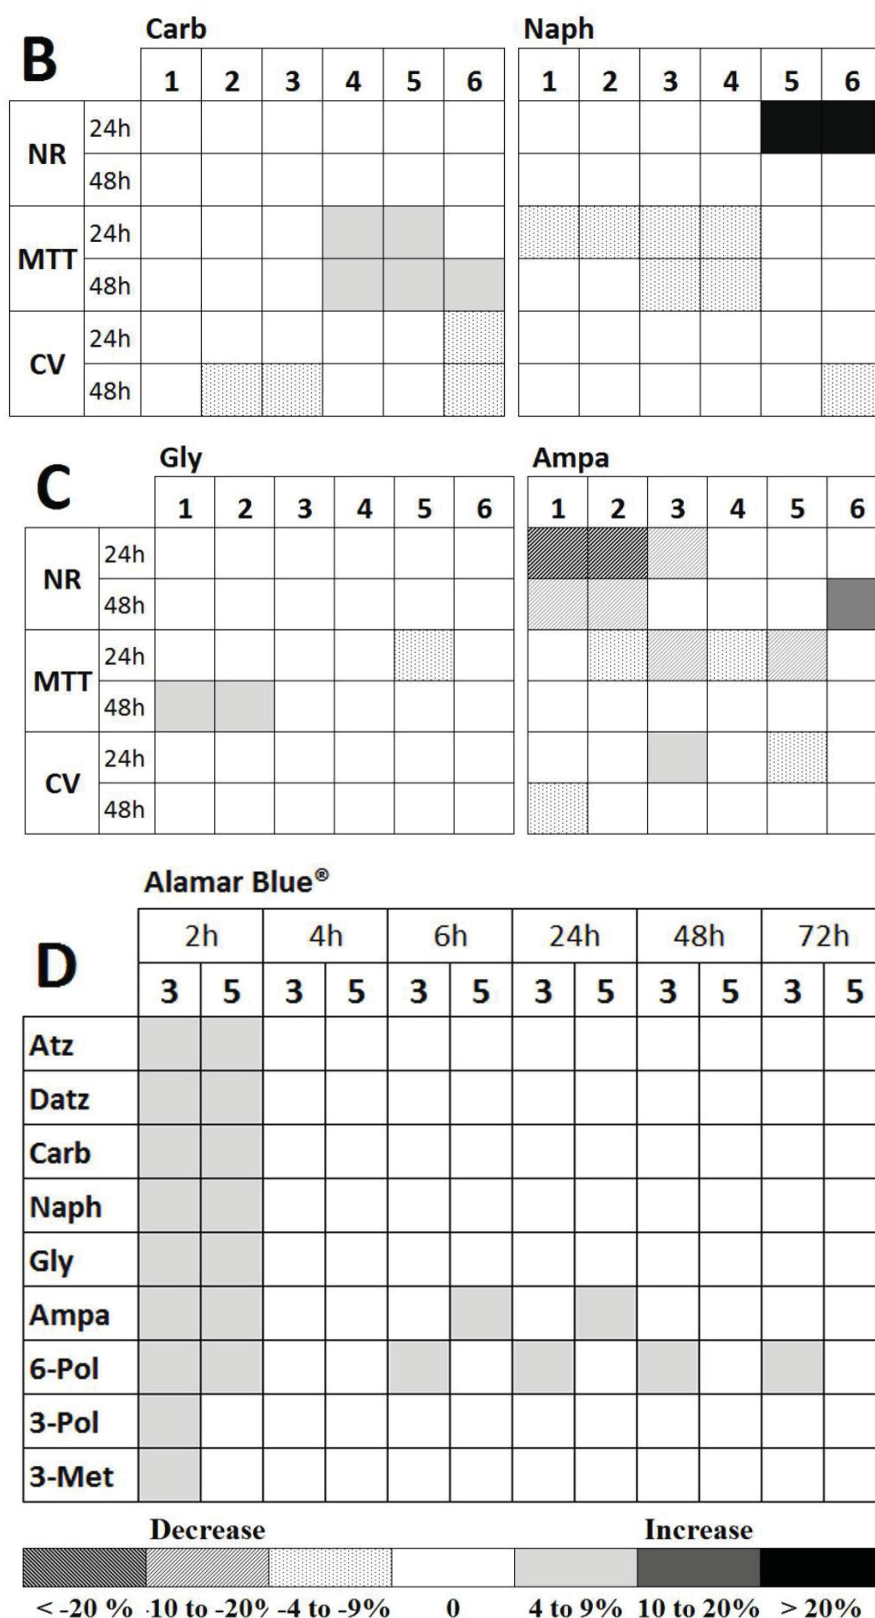 Carb Naph
B
1 2 3 4 5 6 1 2 3 4 5 6
NR 24h
48h
MTT 24h
48h
CV 24h
48h
Gly Ampa
C
1 2 3 4 5 6 1 2 3 4 5 6
NR 24h
48h
MTT 24h
48h
CV 24h
48h
Alamar Blue®
D
2h 4h 6h 24h 48h 72h
3 5 3 5 3 5 3 5 3 5 3 5
Atz
Datz
Carb
Naph
Gly
Ampa
6-Pol
3-Pol
3-Met
Decrease Increase
< -20 % -10 to -20% -4 to -9% 0 4 to 9% 10 to 20% > 20%